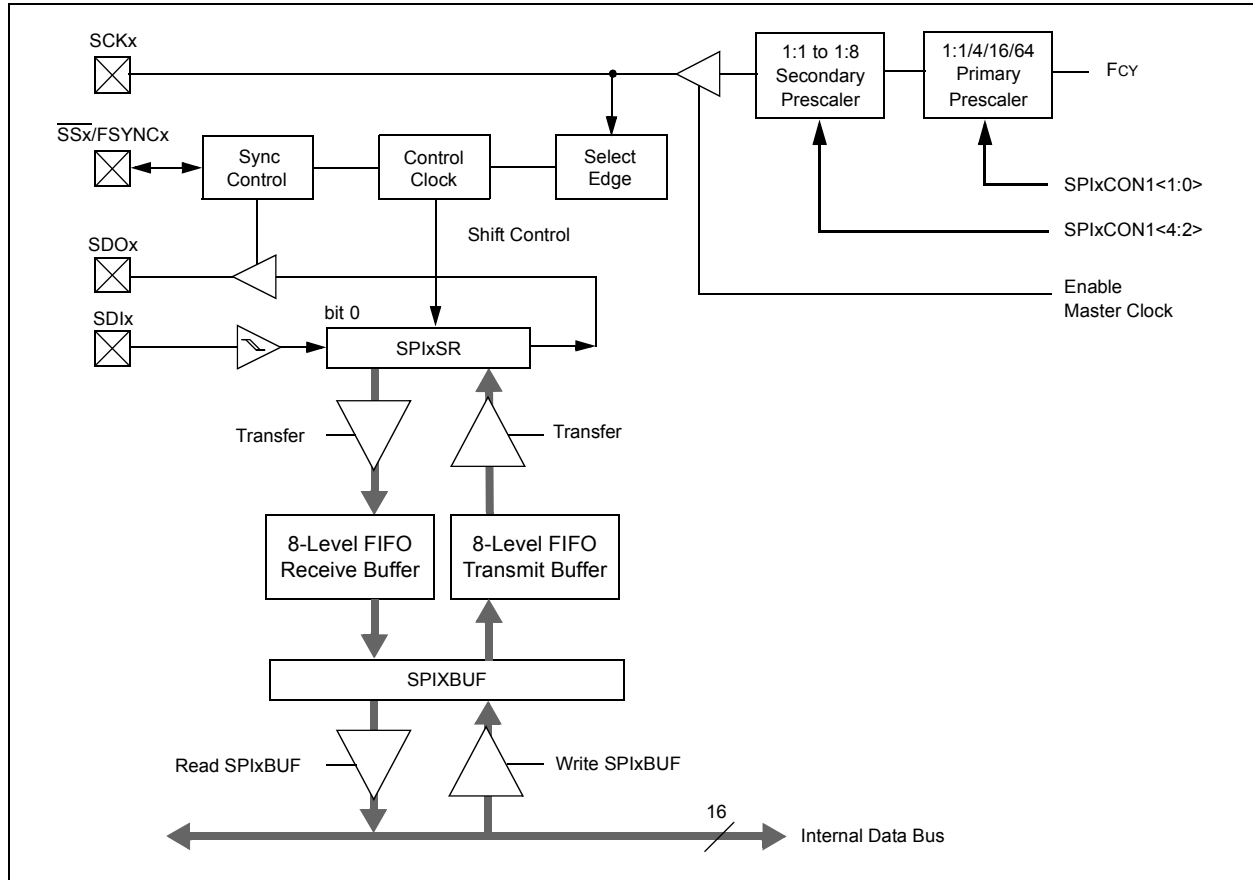 SCKx
1:1 to 1:8
Secondary
Prescaler
1:1/4/16/64
Primary
Prescaler
FCY
SSx/FSYNCx
Sync
Control
Control
Clock
Select
Edge
SPIxCON1<1:0>
SPIxCON1<4:2>
Shift Control
SDOx
Enable
Master Clock
bit 0
SDIx
SPIxSR
Transfer
Transfer
8-Level FIFO
Receive Buffer
8-Level FIFO
Transmit Buffer
SPIXBUF
Read SPIxBUF
Write SPIxBUF
16
Internal Data Bus